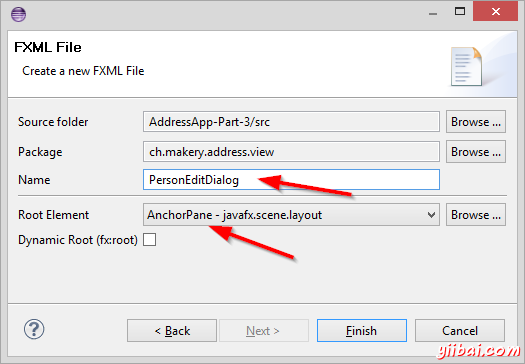 FXML File
Create a new FXML File
Source folder AddressApp-Part-3/src Browse ...
Package ch.makery.address.view Browse ...
Name PersonEditDialog
Root Element AnchorPane - javafx.scene.layout Browse ...
Dynamic Root (fx:root)
? < Back Next > Finish Cancel
yiibai.com